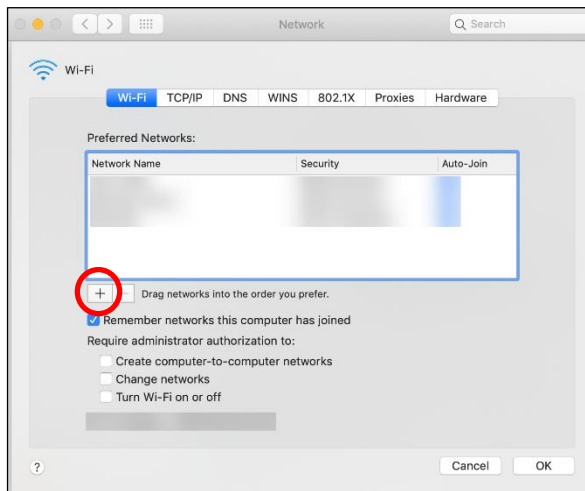 Network
Search
Wi-Fi
Wi-Fi TCP/IP DNS WINS 802.1X Proxies Hardware
Preferred Networks:
Network Name Security Auto-Join
+ − Drag networks into the order you prefer.
Remember networks this computer has joined
Require administrator authorization to:
Create computer-to-computer networks
Change networks
Turn Wi-Fi on or off
? Cancel OK